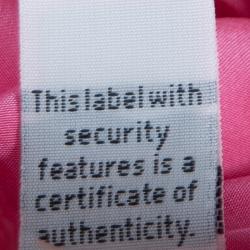 This label with
security
features is a
certificate of
authenticity.